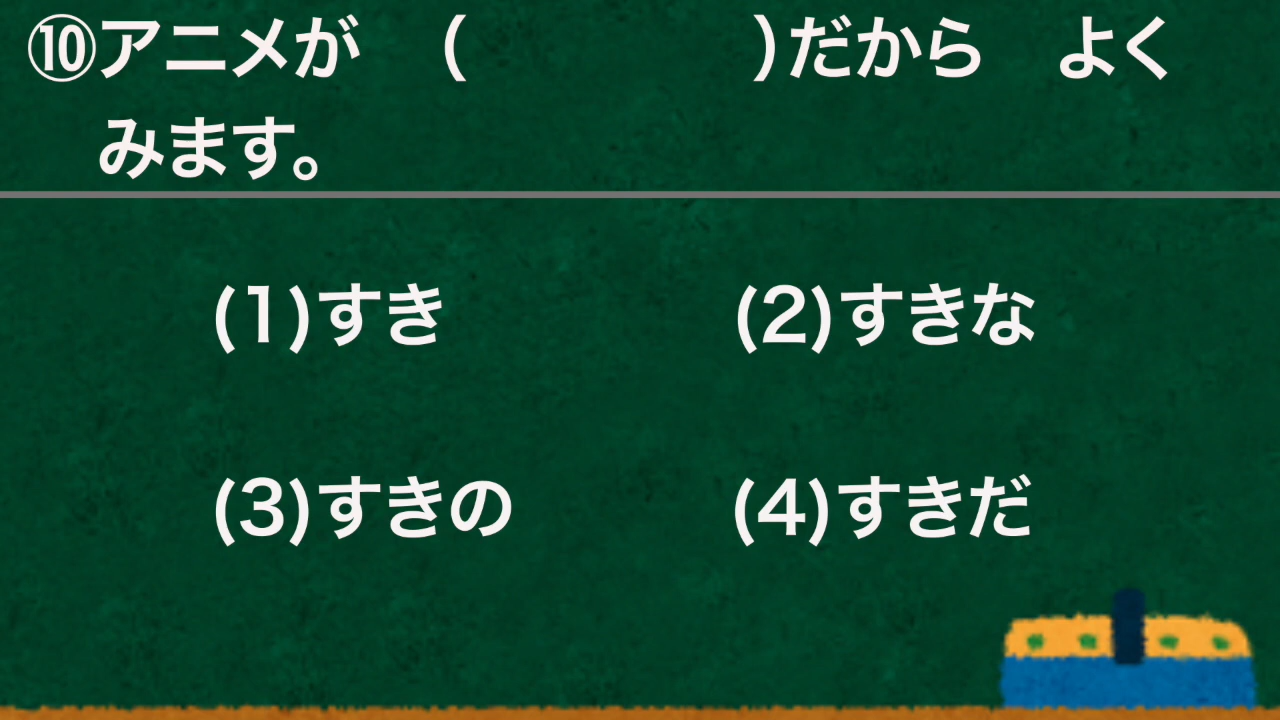 ⑩アニメが （　　　　）だから よく
みます。
(1)すき (2)すきな
(3)すきの (4)すきだ